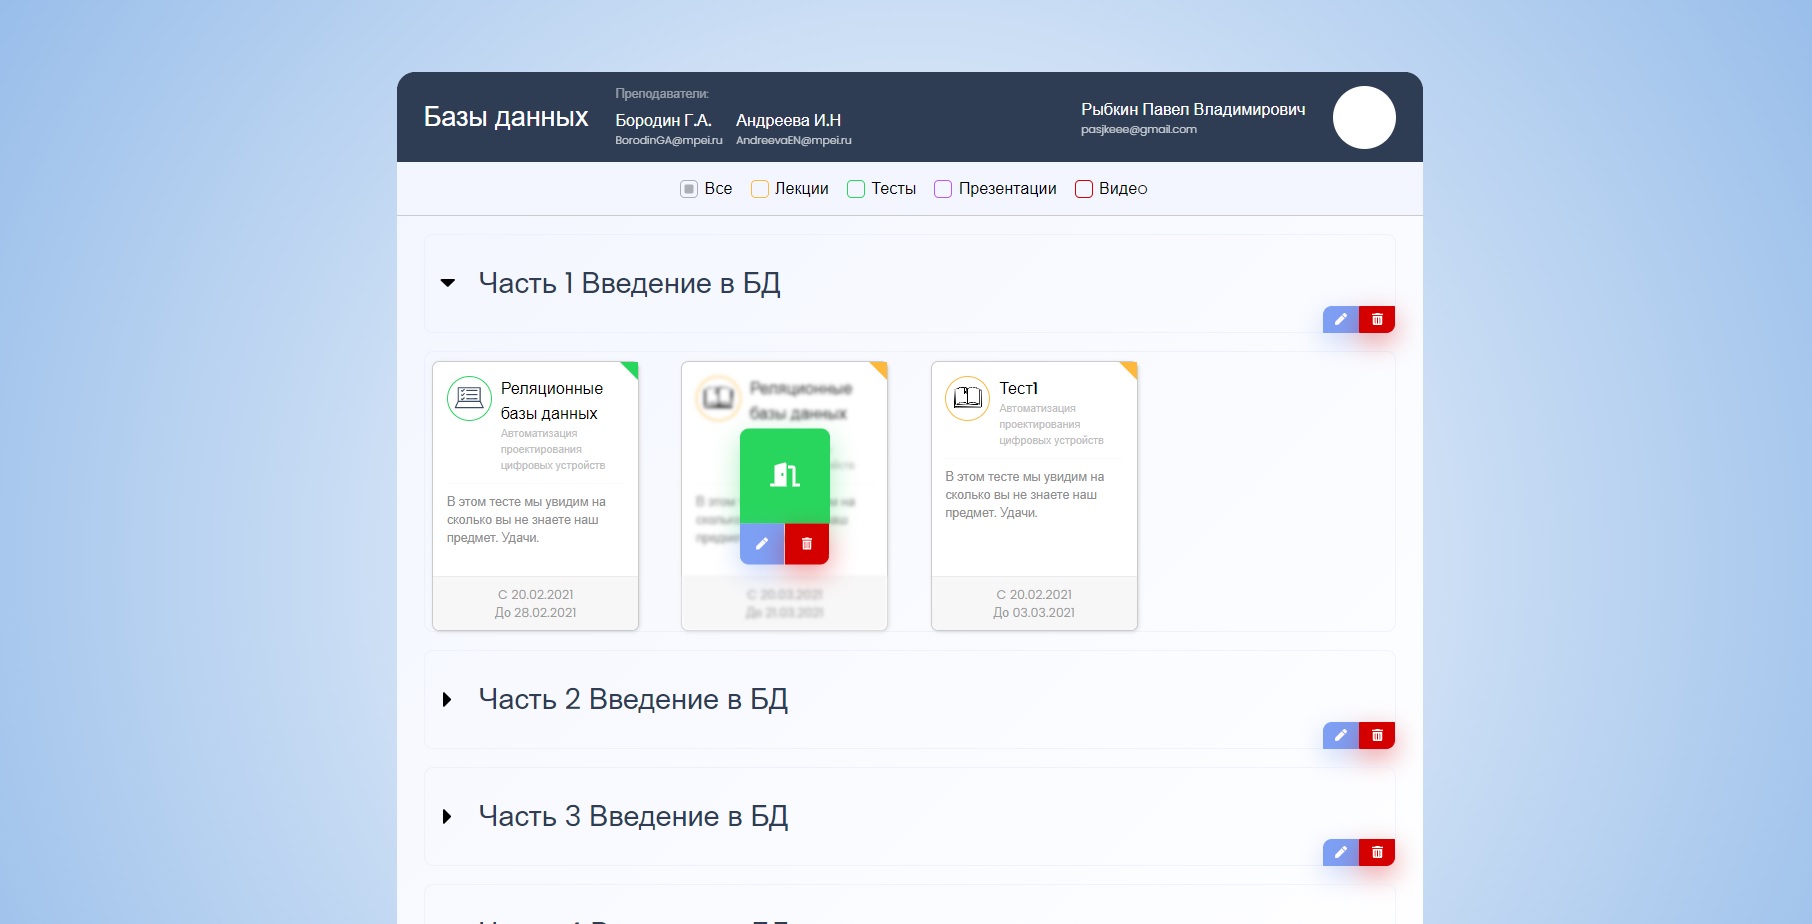 Базы данных
Преподаватели:
Бородин Г.А. Андреева И.Н
BorodinGA@mpei.ru AndreevaEN@mpei.ru
Рыбкин Павел Владимирович
pasjkeee@gmail.com
Все Лекции Тесты Презентации Видео
Часть 1 Введение в БД
Реляционные
базы данных
Автоматизация
проектирования
цифровых устройств
В этом тесте мы увидим на
сколько вы не знаете наш
предмет. Удачи.
С 20.02.2021
До 28.02.2021
Реляционные
базы данных
С 20.03.2021
До 21.03.2021
Тест1
Автоматизация
проектирования
цифровых устройств
В этом тесте мы увидим на
сколько вы не знаете наш
предмет. Удачи.
С 20.02.2021
До 03.03.2021
Часть 2 Введение в БД
Часть 3 Введение в БД